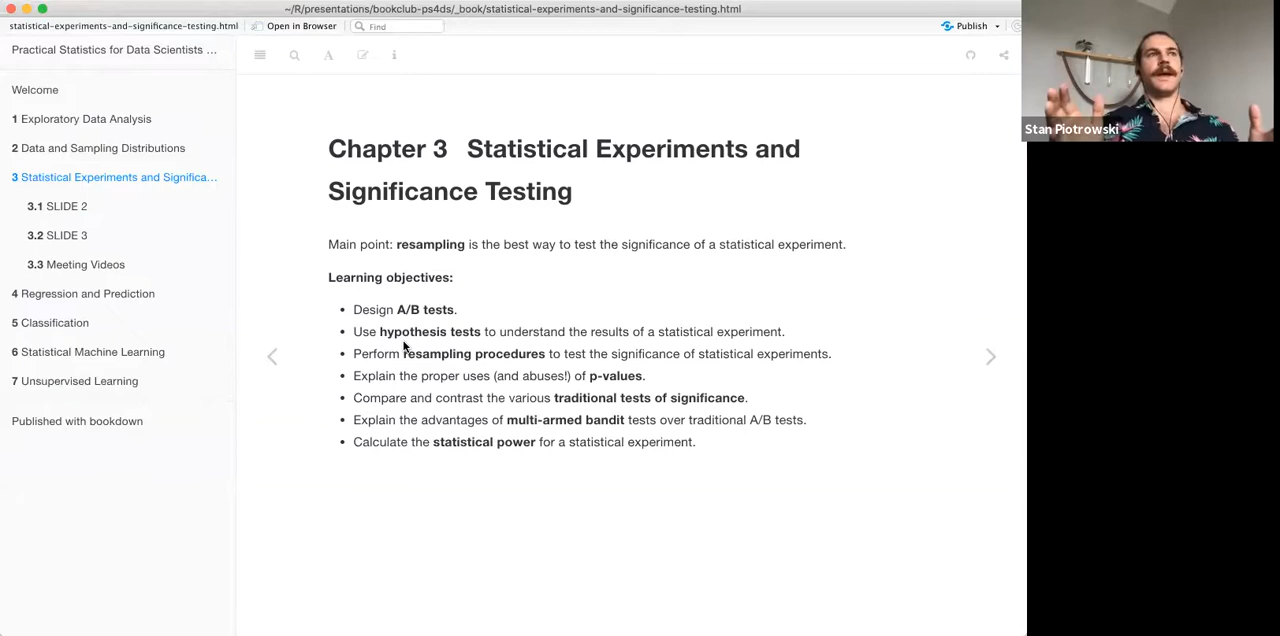 ~/R/presentations/bookclub-ps4ds/_book/statistical-experiments-and-significance-testing.html
statistical-experiments-and-significance-testing.html Open in Browser Find Publish
Practical Statistics for Data Scientists ...
Welcome
1 Exploratory Data Analysis
2 Data and Sampling Distributions
3 Statistical Experiments and Significa...
3.1 SLIDE 2
3.2 SLIDE 3
3.3 Meeting Videos
4 Regression and Prediction
5 Classification
6 Statistical Machine Learning
7 Unsupervised Learning
Published with bookdown
A
Chapter 3 Statistical Experiments and
Significance Testing
Main point: resampling is the best way to test the significance of a statistical experiment.
Learning objectives:
• Design A/B tests.
• Use hypothesis tests to understand the results of a statistical experiment.
• Perform resampling procedures to test the significance of statistical experiments.
• Explain the proper uses (and abuses!) of p-values.
• Compare and contrast the various traditional tests of significance.
• Explain the advantages of multi-armed bandit tests over traditional A/B tests.
• Calculate the statistical power for a statistical experiment.
Stan Piotrowski